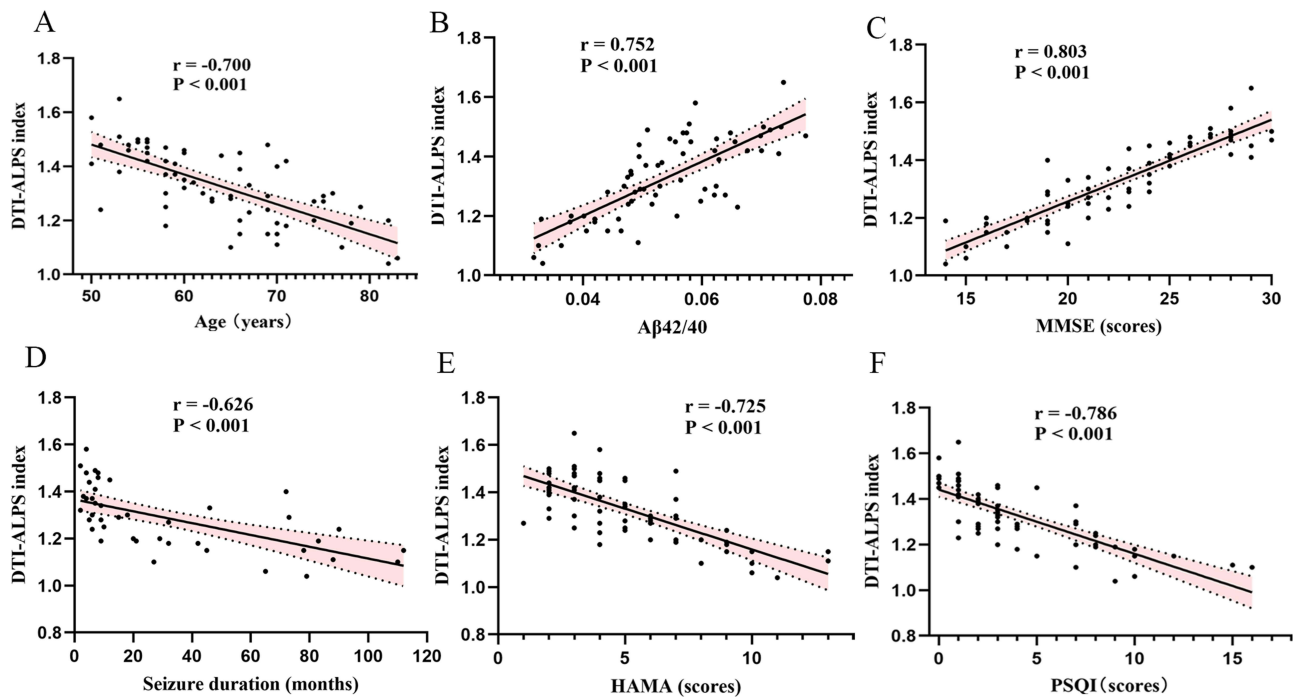 A
r = -0.700
P < 0.001
DTI-ALPS index
1.8
1.6
1.4
1.2
1.0
50
60
70
80
Age（years）
B
r = 0.752
P < 0.001
DTI-ALPS index
1.8
1.6
1.4
1.2
1.0
0.04
0.06
0.08
Aβ42/40
C
r = 0.803
P < 0.001
DTI-ALPS index
1.8
1.6
1.4
1.2
1.0
15
20
25
30
MMSE (scores)
D
r = -0.626
P < 0.001
DTI-ALPS index
1.8
1.6
1.4
1.2
1.0
0.8
0
20
40
60
80
100
120
Seizure duration (months)
E
r = -0.725
P < 0.001
DTI-ALPS index
1.8
1.6
1.4
1.2
1.0
0.8
0
5
10
HAMA (scores)
F
r = -0.786
P < 0.001
DTI-ALPS index
1.8
1.6
1.4
1.2
1.0
0.8
0
5
10
15
PSQI（scores）